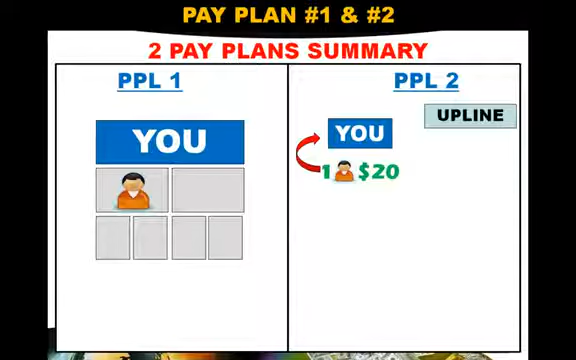 PAY PLAN #1 & #2
2 PAY PLANS SUMMARY
PPL 1
YOU
PPL 2
UPLINE
YOU
1 $20